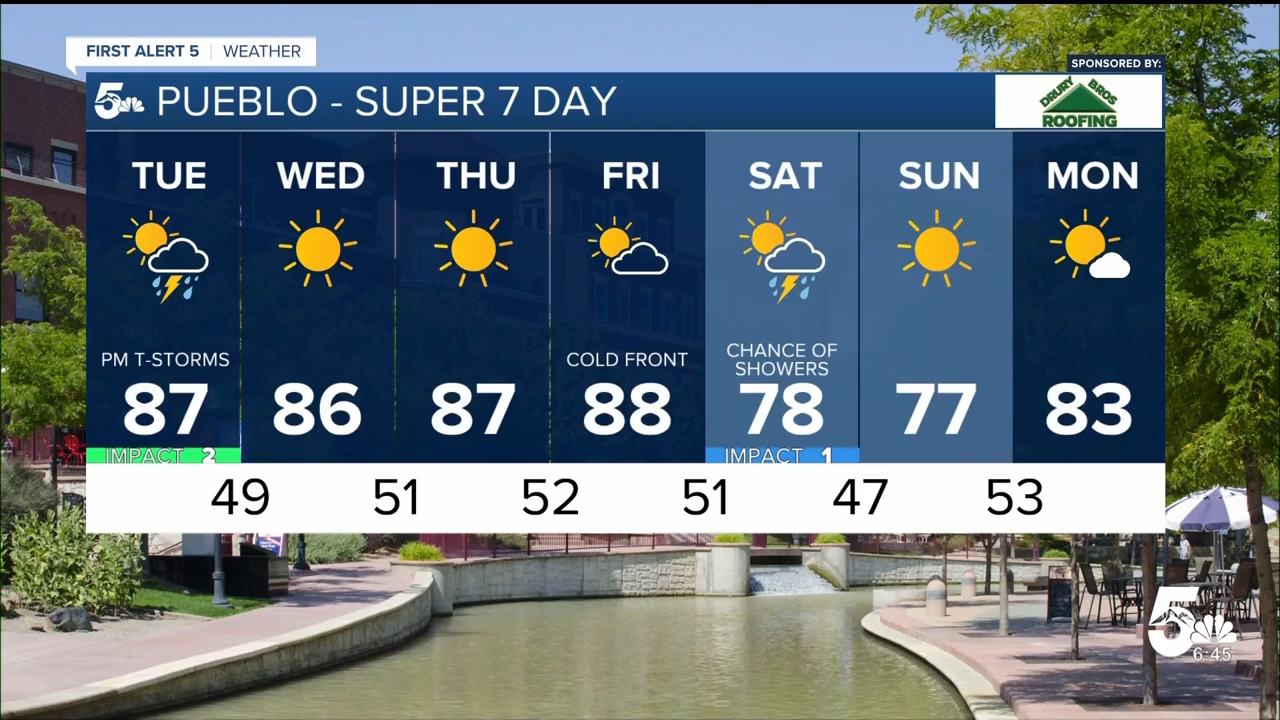 FIRST ALERT 5 | WEATHER
SPONSORED BY:
5 PUEBLO - SUPER 7 DAY
DRURY BROS
ROOFING
TUE WED THU FRI SAT SUN MON
PM T-STORMS COLD FRONT CHANCE OF SHOWERS
87 86 87 88 78 77 83
IMPACT 2 IMPACT 1
49 51 52 51 47 53
5
6:45